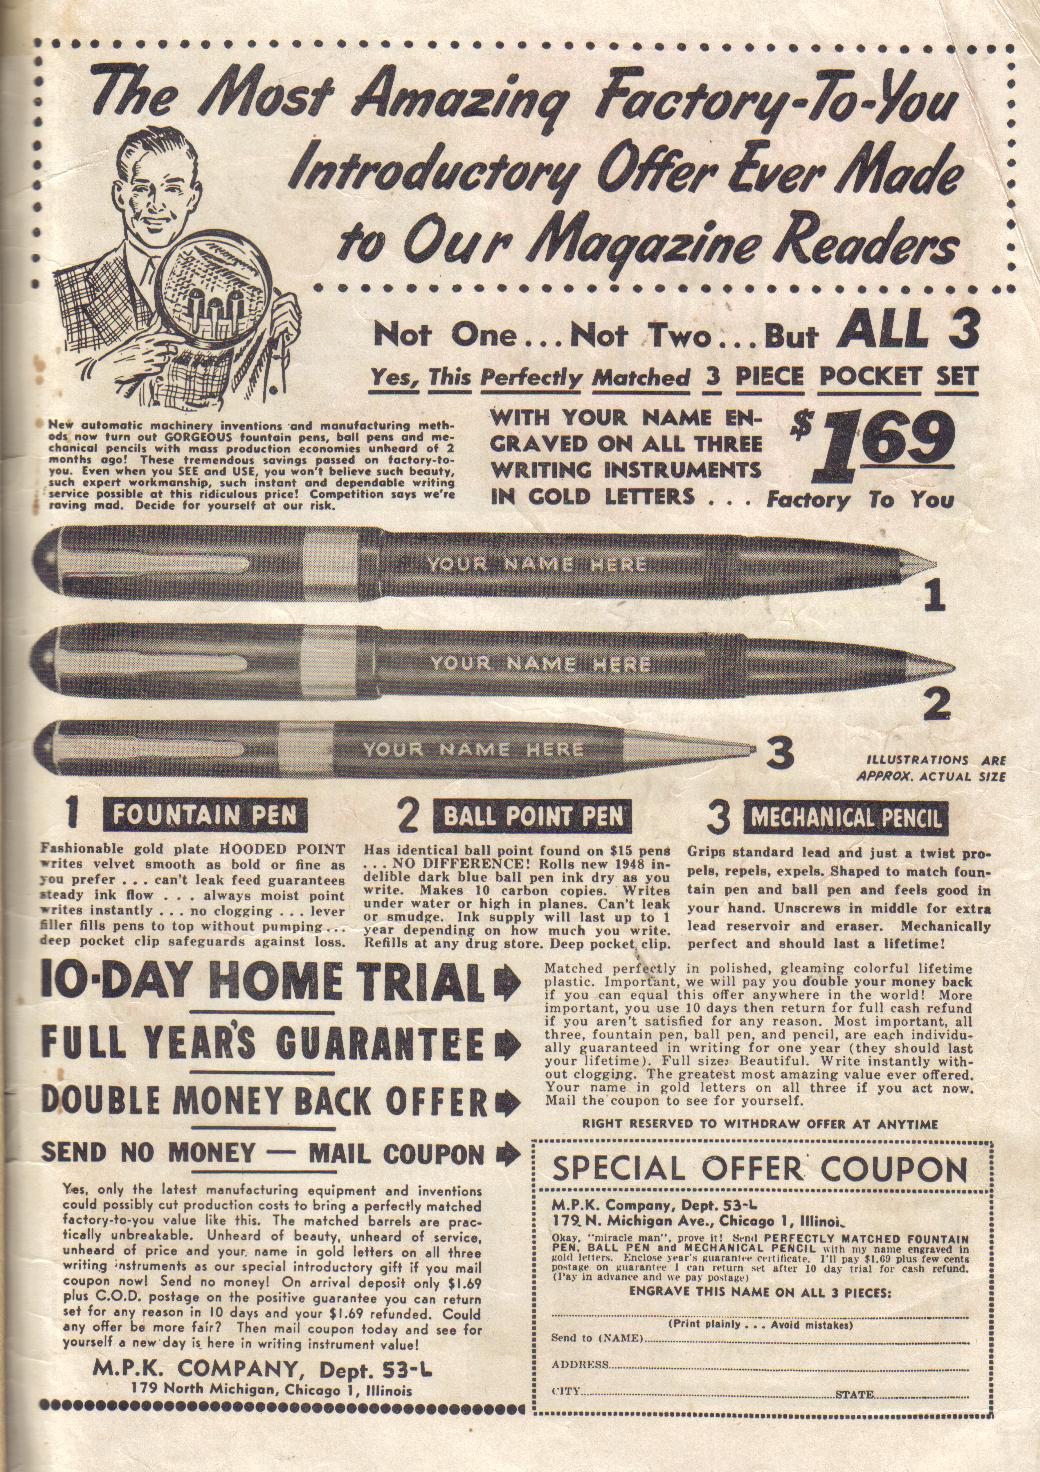 The Most Amazing Factory-To-You
Introductory Offer Ever Made
to Our Magazine Readers
Not One...Not Two...But ALL 3
Yes, This Perfectly Matched 3 PIECE POCKET SET
New automatic machinery inventions and manufacturing meth-
ods now turn out GORGEOUS fountain pens, ball pens and me-
chanical pencils with mass production economies unheard of 2
months ago! These tremendous savings passed on factory-to-
you. Even when you SEE and USE, you won't believe such beauty,
such expert workmanship, such instant and dependable writing
service possible at this ridiculous price! Competition says we're
raving mad. Decide for yourself at our risk.
WITH YOUR NAME EN-
GRAVED ON ALL THREE
WRITING INSTRUMENTS
IN GOLD LETTERS . . .
$1.69
Factory To You
YOUR NAME HERE
1
YOUR NAME HERE
2
YOUR NAME HERE
3
ILLUSTRATIONS ARE
APPROX. ACTUAL SIZE
1 FOUNTAIN PEN
Fashionable gold plate HOODED POINT
writes velvet smooth as bold or fine as
you prefer . . . can't leak feed guarantees
steady ink flow . . . always moist point
writes instantly . . . no clogging . . . lever
filler fills pens to top without pumping...
deep pocket clip safeguards against loss.
2 BALL POINT PEN
Has identical ball point found on $15 pens
. . . NO DIFFERENCE! Rolls new 1948 in-
delible dark blue ball pen ink dry as you
write. Makes 10 carbon copies. Writes
under water or high in planes. Can't leak
or smudge. Ink supply will last up to 1
year depending on how much you write.
Refills at any drug store. Deep pocket clip.
3 MECHANICAL PENCIL
Grips standard lead and just a twist pro-
pels, repels, expels. Shaped to match foun-
tain pen and ball pen and feels good in
your hand. Unscrews in middle for extra
lead reservoir and eraser. Mechanically
perfect and should last a lifetime!
10-DAY HOME TRIAL
FULL YEAR'S GUARANTEE
DOUBLE MONEY BACK OFFER
SEND NO MONEY — MAIL COUPON
Matched perfectly in polished, gleaming colorful lifetime
plastic. Important, we will pay you double your money back
if you can equal this offer anywhere in the world! More
important, you use 10 days then return for full cash refund
if you aren't satisfied for any reason. Most important, all
three, fountain pen, ball pen, and pencil, are each individu-
ally guaranteed in writing for one year (they should last
your lifetime). Full size. Beautiful. Write instantly with-
out clogging. The greatest most amazing value ever offered.
Your name in gold letters on all three if you act now.
Mail the coupon to see for yourself.
RIGHT RESERVED TO WITHDRAW OFFER AT ANYTIME
Yes, only the latest manufacturing equipment and inventions
could possibly cut production costs to bring a perfectly matched
factory-to-you value like this. The matched barrels are prac-
tically unbreakable. Unheard of beauty, unheard of service,
unheard of price and your name in gold letters on all three
writing instruments as our special introductory gift if you mail
coupon now! Send no money! On arrival deposit only $1.69
plus C.O.D. postage on the positive guarantee you can return
set for any reason in 10 days and your $1.69 refunded. Could
any offer be more fair? Then mail coupon today and see for
yourself a new day is here in writing instrument value!
M.P.K. COMPANY, Dept. 53-L
179 North Michigan, Chicago 1, Illinois
SPECIAL OFFER COUPON
M.P.K. Company, Dept. 53-L
179 N. Michigan Ave., Chicago 1, Illinois
Okay, "miracle man", prove it! Send PERFECTLY MATCHED FOUNTAIN
PEN, BALL PEN and MECHANICAL PENCIL with my name engraved in
gold letters. Enclose year's guarantee certificate. I'll pay $1.69 plus few cents
postage on guarantee I can return set after 10 day trial for cash refund.
(Pay in advance and we pay postage)
ENGRAVE THIS NAME ON ALL 3 PIECES:
(Print plainly . . . Avoid mistakes)
Send to (NAME)
ADDRESS
CITY STATE